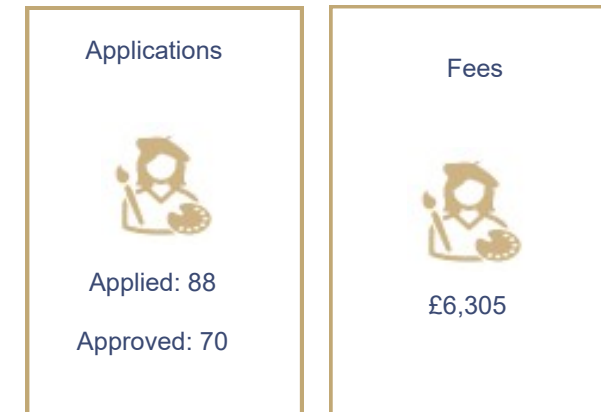 Applications
Applied: 88
Approved: 70
Fees
£6,305